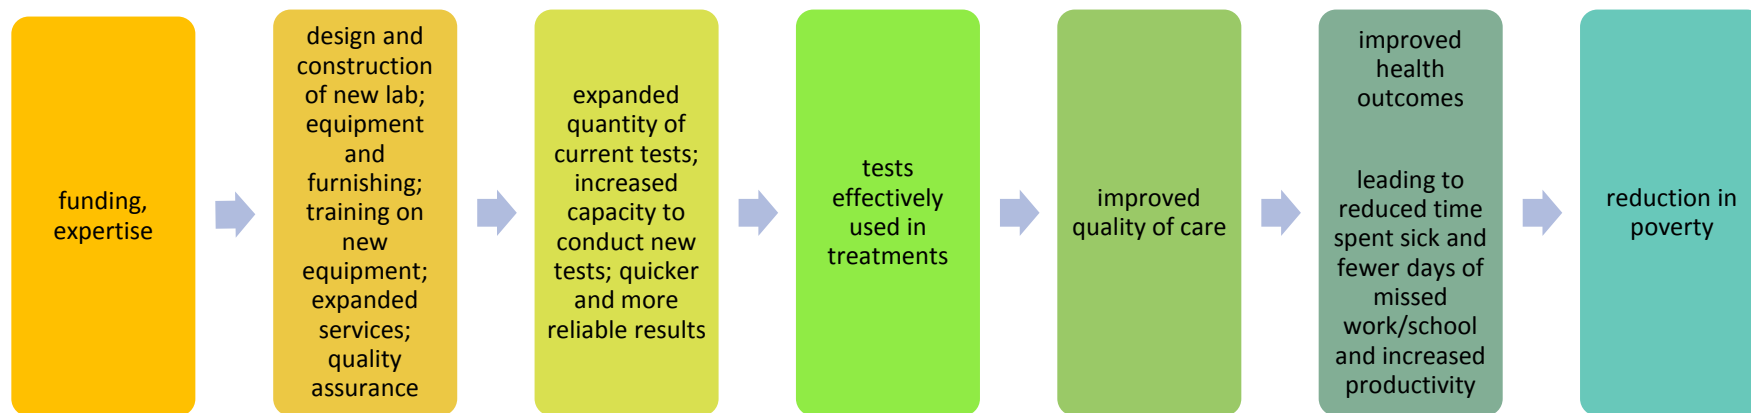 funding,
expertise
design and
construction
of new lab;
equipment
and
furnishing;
training on
new
equipment;
expanded
services;
quality
assurance
expanded
quantity of
current tests;
increased
capacity to
conduct new
tests; quicker
and more
reliable results
tests
effectively
used in
treatments
improved
quality of care
improved
health
outcomes
leading to
reduced time
spent sick and
fewer days of
missed
work/school
and increased
productivity
reduction in
poverty